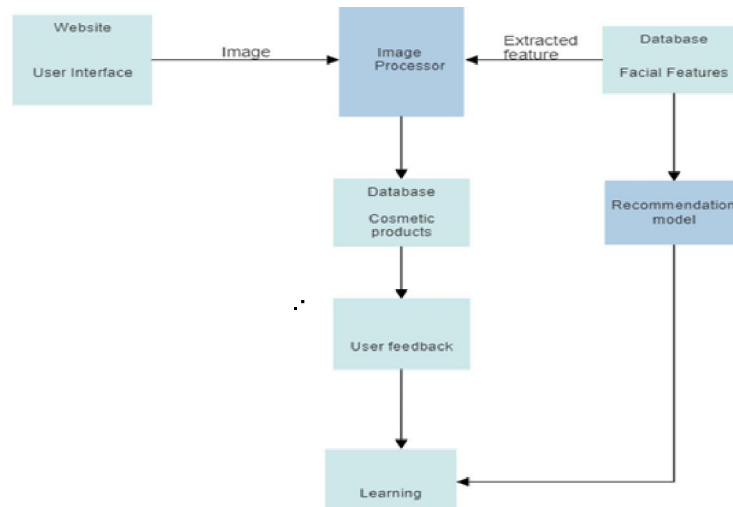 Website
User Interface
Image
Image
Processor
Extracted
feature
Database
Facial Features
Database
Cosmetic
products
Recommendation
model
User feedback
Learning